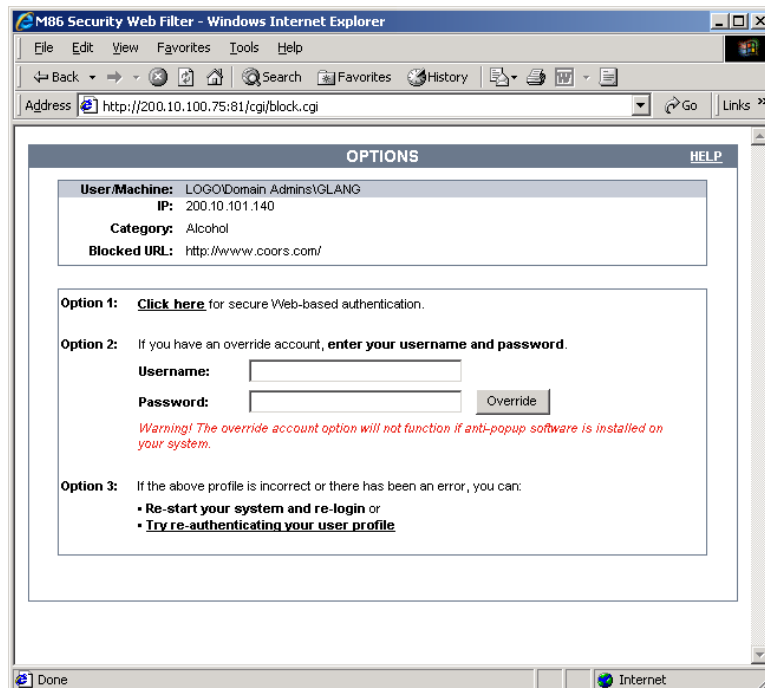 M86 Security Web Filter - Windows Internet Explorer
File Edit View Favorites Tools Help
Back Search Favorites History
Address http://200.10.100.75:81/cgi/block.cgi Go Links »
OPTIONS HELP
User/Machine: LOGO\Domain Admins\GLANG
IP: 200.10.101.140
Category: Alcohol
Blocked URL: http://www.coors.com/
Option 1: Click here for secure Web-based authentication.
Option 2: If you have an override account, enter your username and password.
Username:
Password: Override
Warning! The override account option will not function if anti-popup software is installed on
your system.
Option 3: If the above profile is incorrect or there has been an error, you can:
▪ Re-start your system and re-login or
▪ Try re-authenticating your user profile
Done Internet